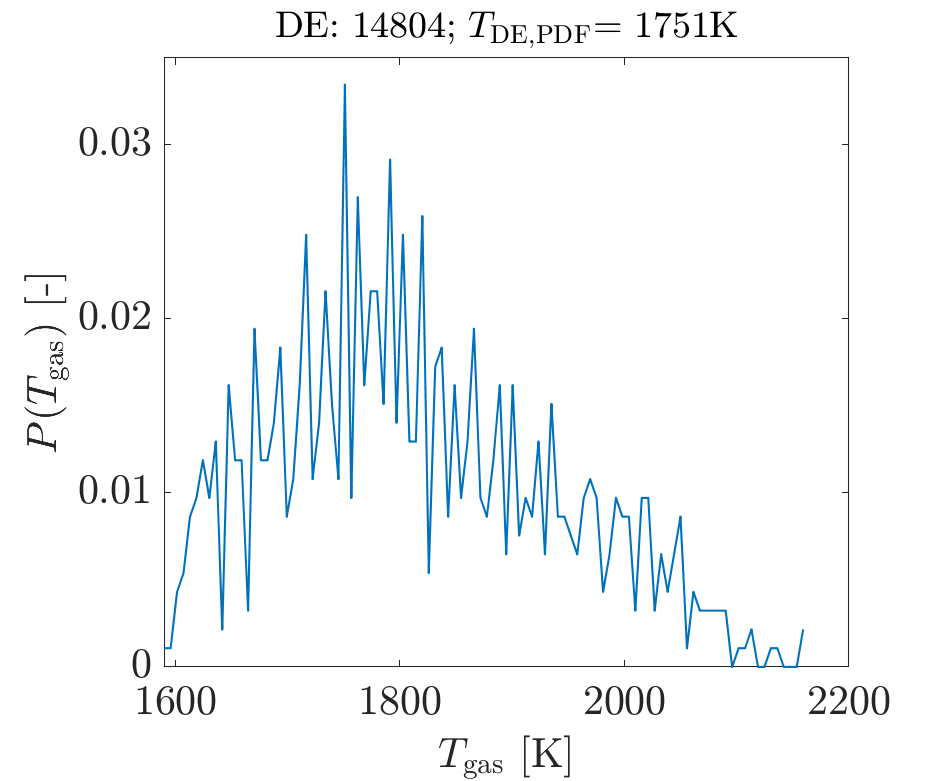 DE: 14804; T_DE,PDF= 1751K
P(T_gas) [-]
0.03
0.02
0.01
0
1600 1800 2000 2200
T_gas [K]